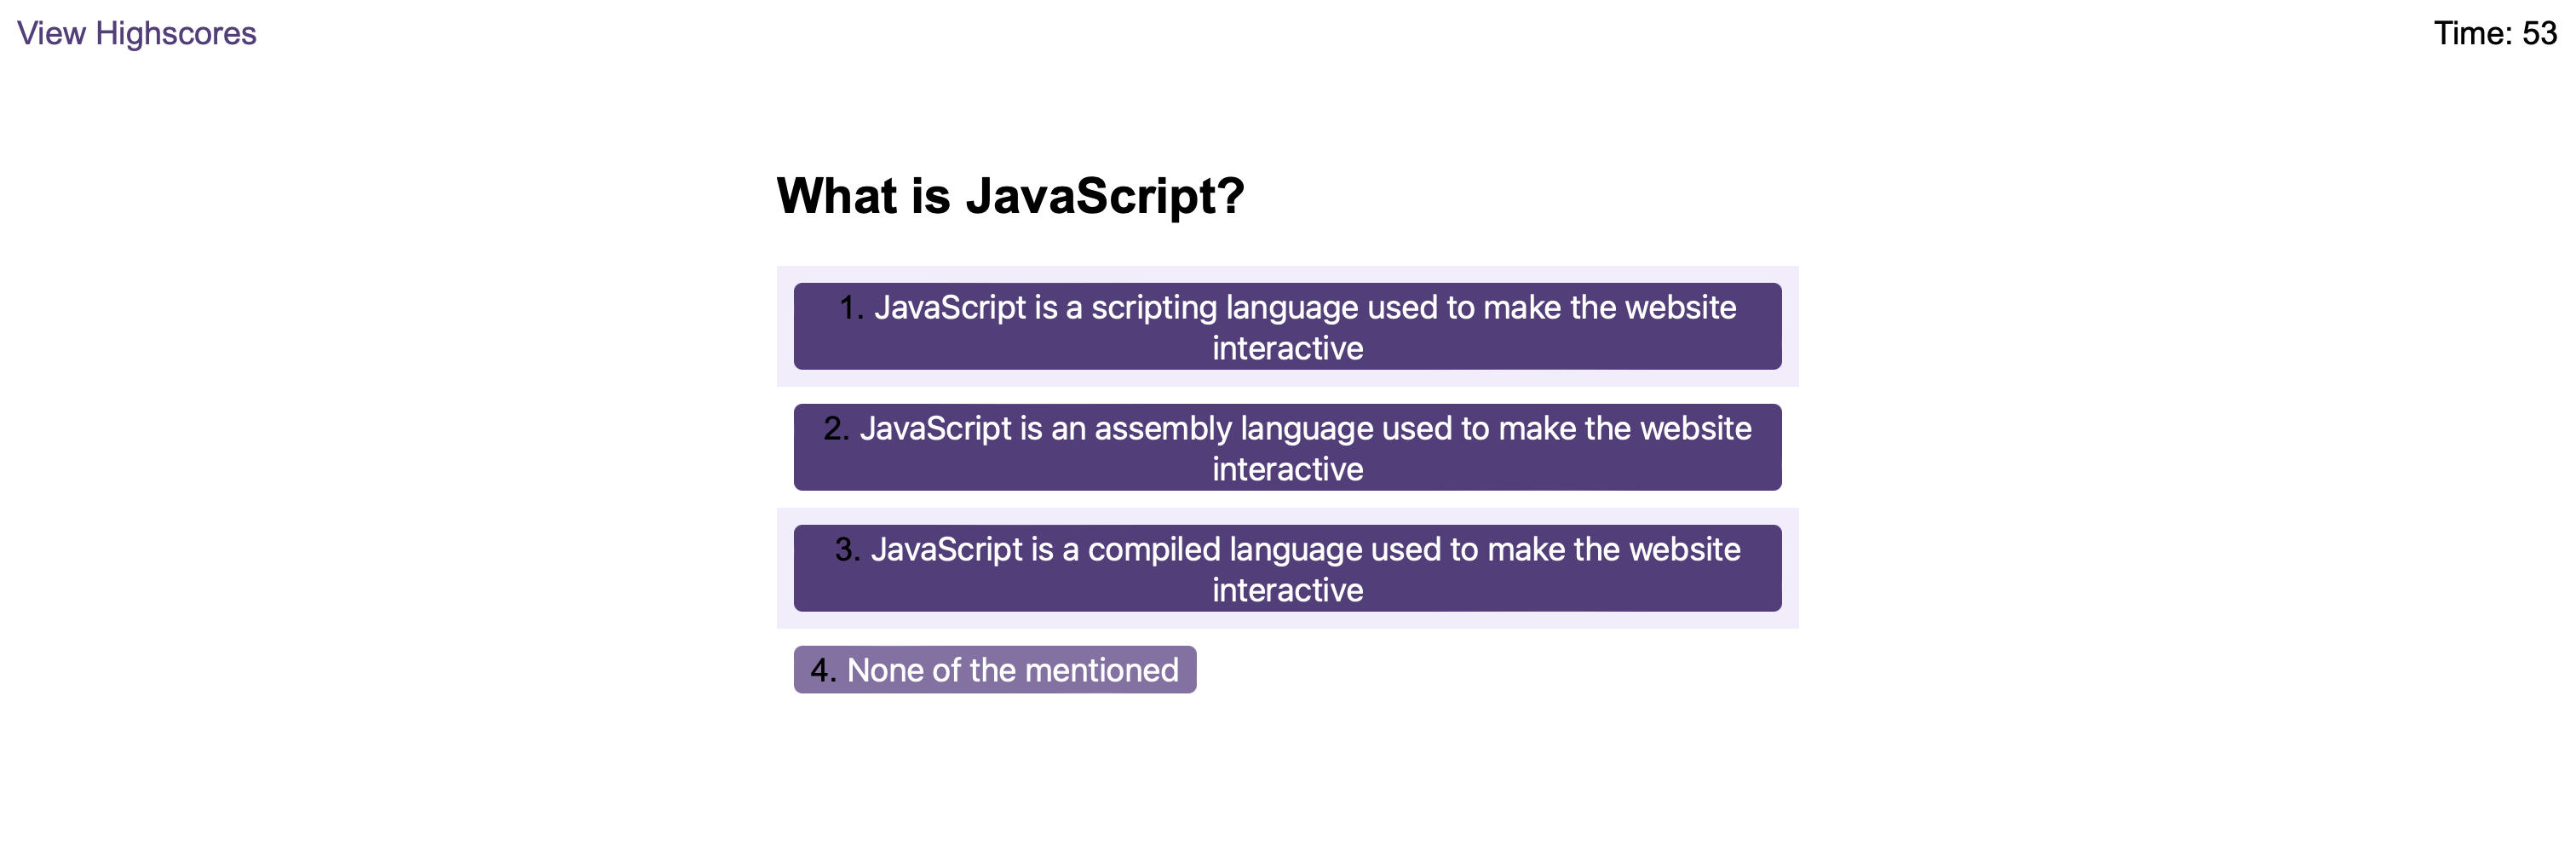 View Highscores
Time: 53
What is JavaScript?
1. JavaScript is a scripting language used to make the website
interactive
2. JavaScript is an assembly language used to make the website
interactive
3. JavaScript is a compiled language used to make the website
interactive
4. None of the mentioned